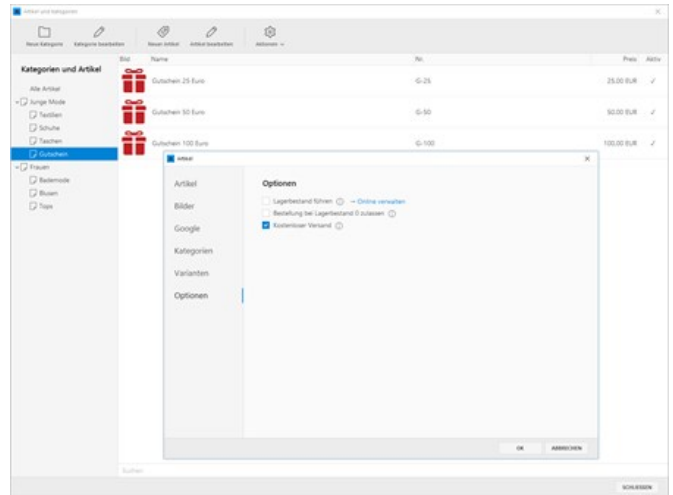 Artikel und Kategorien
Neue Kategorie Kategorie bearbeiten Neuer Artikel Artikel bearbeiten Aktionen
Kategorien und Artikel
Bild Name Nr. Preis Aktiv
Alle Artikel
Junge Mode
Textilien
Schuhe
Taschen
Gutschein
Frauen
Bademode
Blusen
Tops
Gutschein 25 Euro G-25 25,00 EUR
Gutschein 50 Euro G-50 50,00 EUR
Gutschein 100 Euro G-100 100,00 EUR
Artikel
Artikel
Bilder
Google
Kategorien
Varianten
Optionen
Optionen
Lagerbestand führen → Online verwalten
Bestellung bei Lagerbestand 0 zulassen
Kostenloser Versand
OK ABBRECHEN
Suchen
SCHLIESSEN